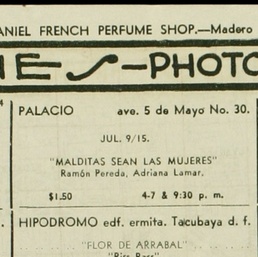 ANIEL FRENCH PERFUME SHOP.—Madero
—PHOTO
PALACIO ave. 5 de Mayo No. 30.
JUL. 9/15.
"MALDITAS SEAN LAS MUJERES"
Ramón Pereda, Adriana Lamar.
$1.50 4-7 & 9:30 p. m.
HIPODROMO edf. ermita. Tacubaya d. f.
"FLOR DE ARRABAL"